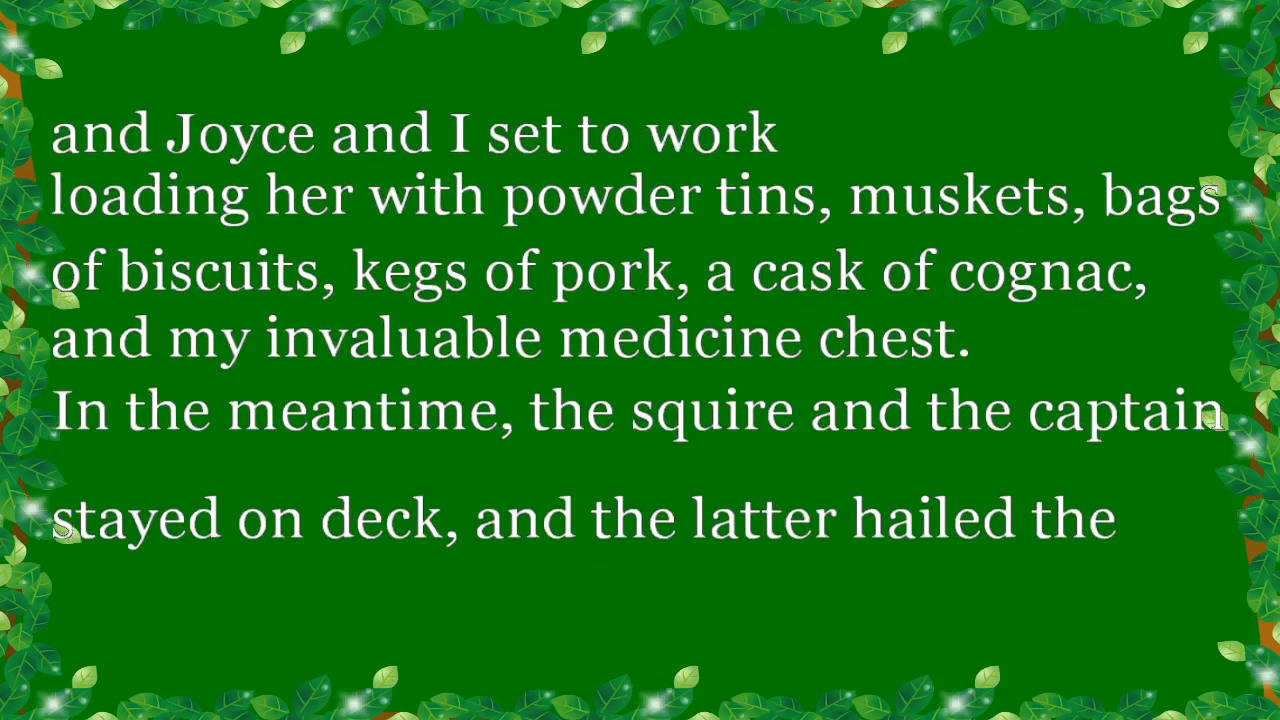 and Joyce and I set to work
loading her with powder tins, muskets, bags
of biscuits, kegs of pork, a cask of cognac,
and my invaluable medicine chest.
In the meantime, the squire and the captain
stayed on deck, and the latter hailed the